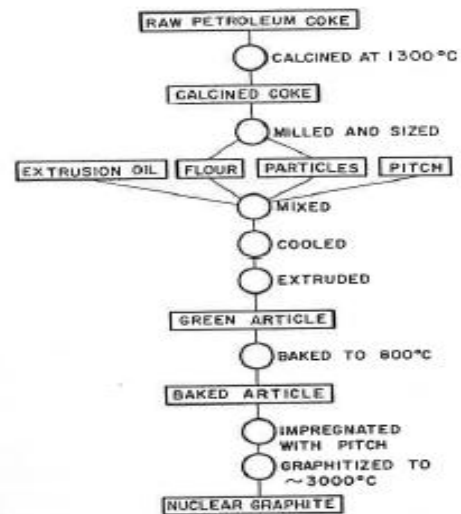 RAW PETROLEUM COKE
CALCINED AT 1300°C
CALCINED COKE
MILLED AND SIZED
EXTRUSION OIL
FLOUR
PARTICLES
PITCH
MIXED
COOLED
EXTRUDED
GREEN ARTICLE
BAKED TO 800°C
BAKED ARTICLE
IMPREGNATED
WITH PITCH
GRAPHITIZED TO
~3000°C
NUCLEAR GRAPHITE